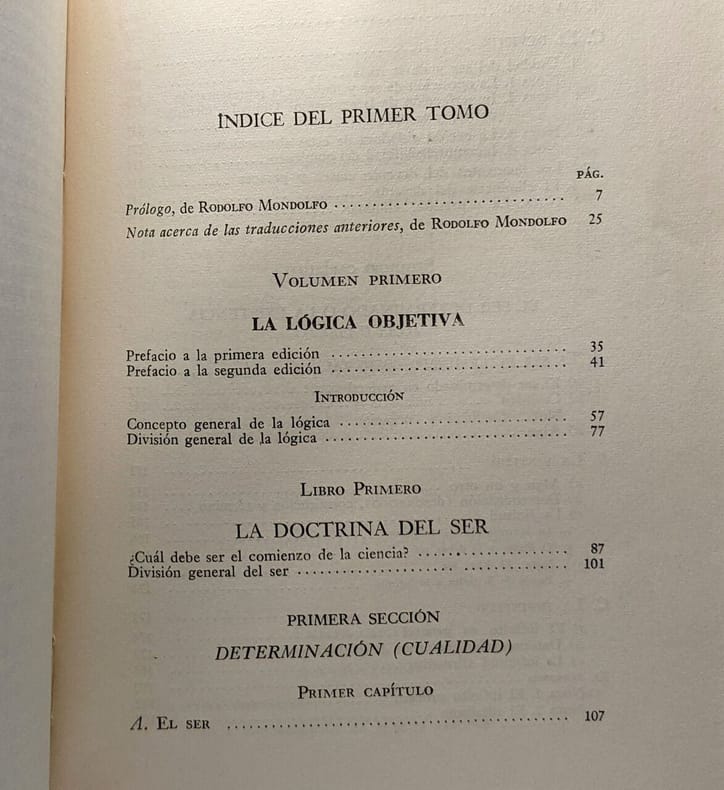 ÍNDICE DEL PRIMER TOMO
PÁG.
Prólogo, de RODOLFO MONDOLFO .............................. 7
Nota acerca de las traducciones anteriores, de RODOLFO MONDOLFO 25
VOLUMEN PRIMERO
LA LÓGICA OBJETIVA
Prefacio a la primera edición .............................. 35
Prefacio a la segunda edición .............................. 41
INTRODUCCIÓN
Concepto general de la lógica .............................. 57
División general de la lógica .............................. 77
LIBRO PRIMERO
LA DOCTRINA DEL SER
¿Cuál debe ser el comienzo de la ciencia? .................... 87
División general del ser .............................. 101
PRIMERA SECCIÓN
DETERMINACIÓN (CUALIDAD)
PRIMER CAPÍTULO
A. EL SER .............................. 107